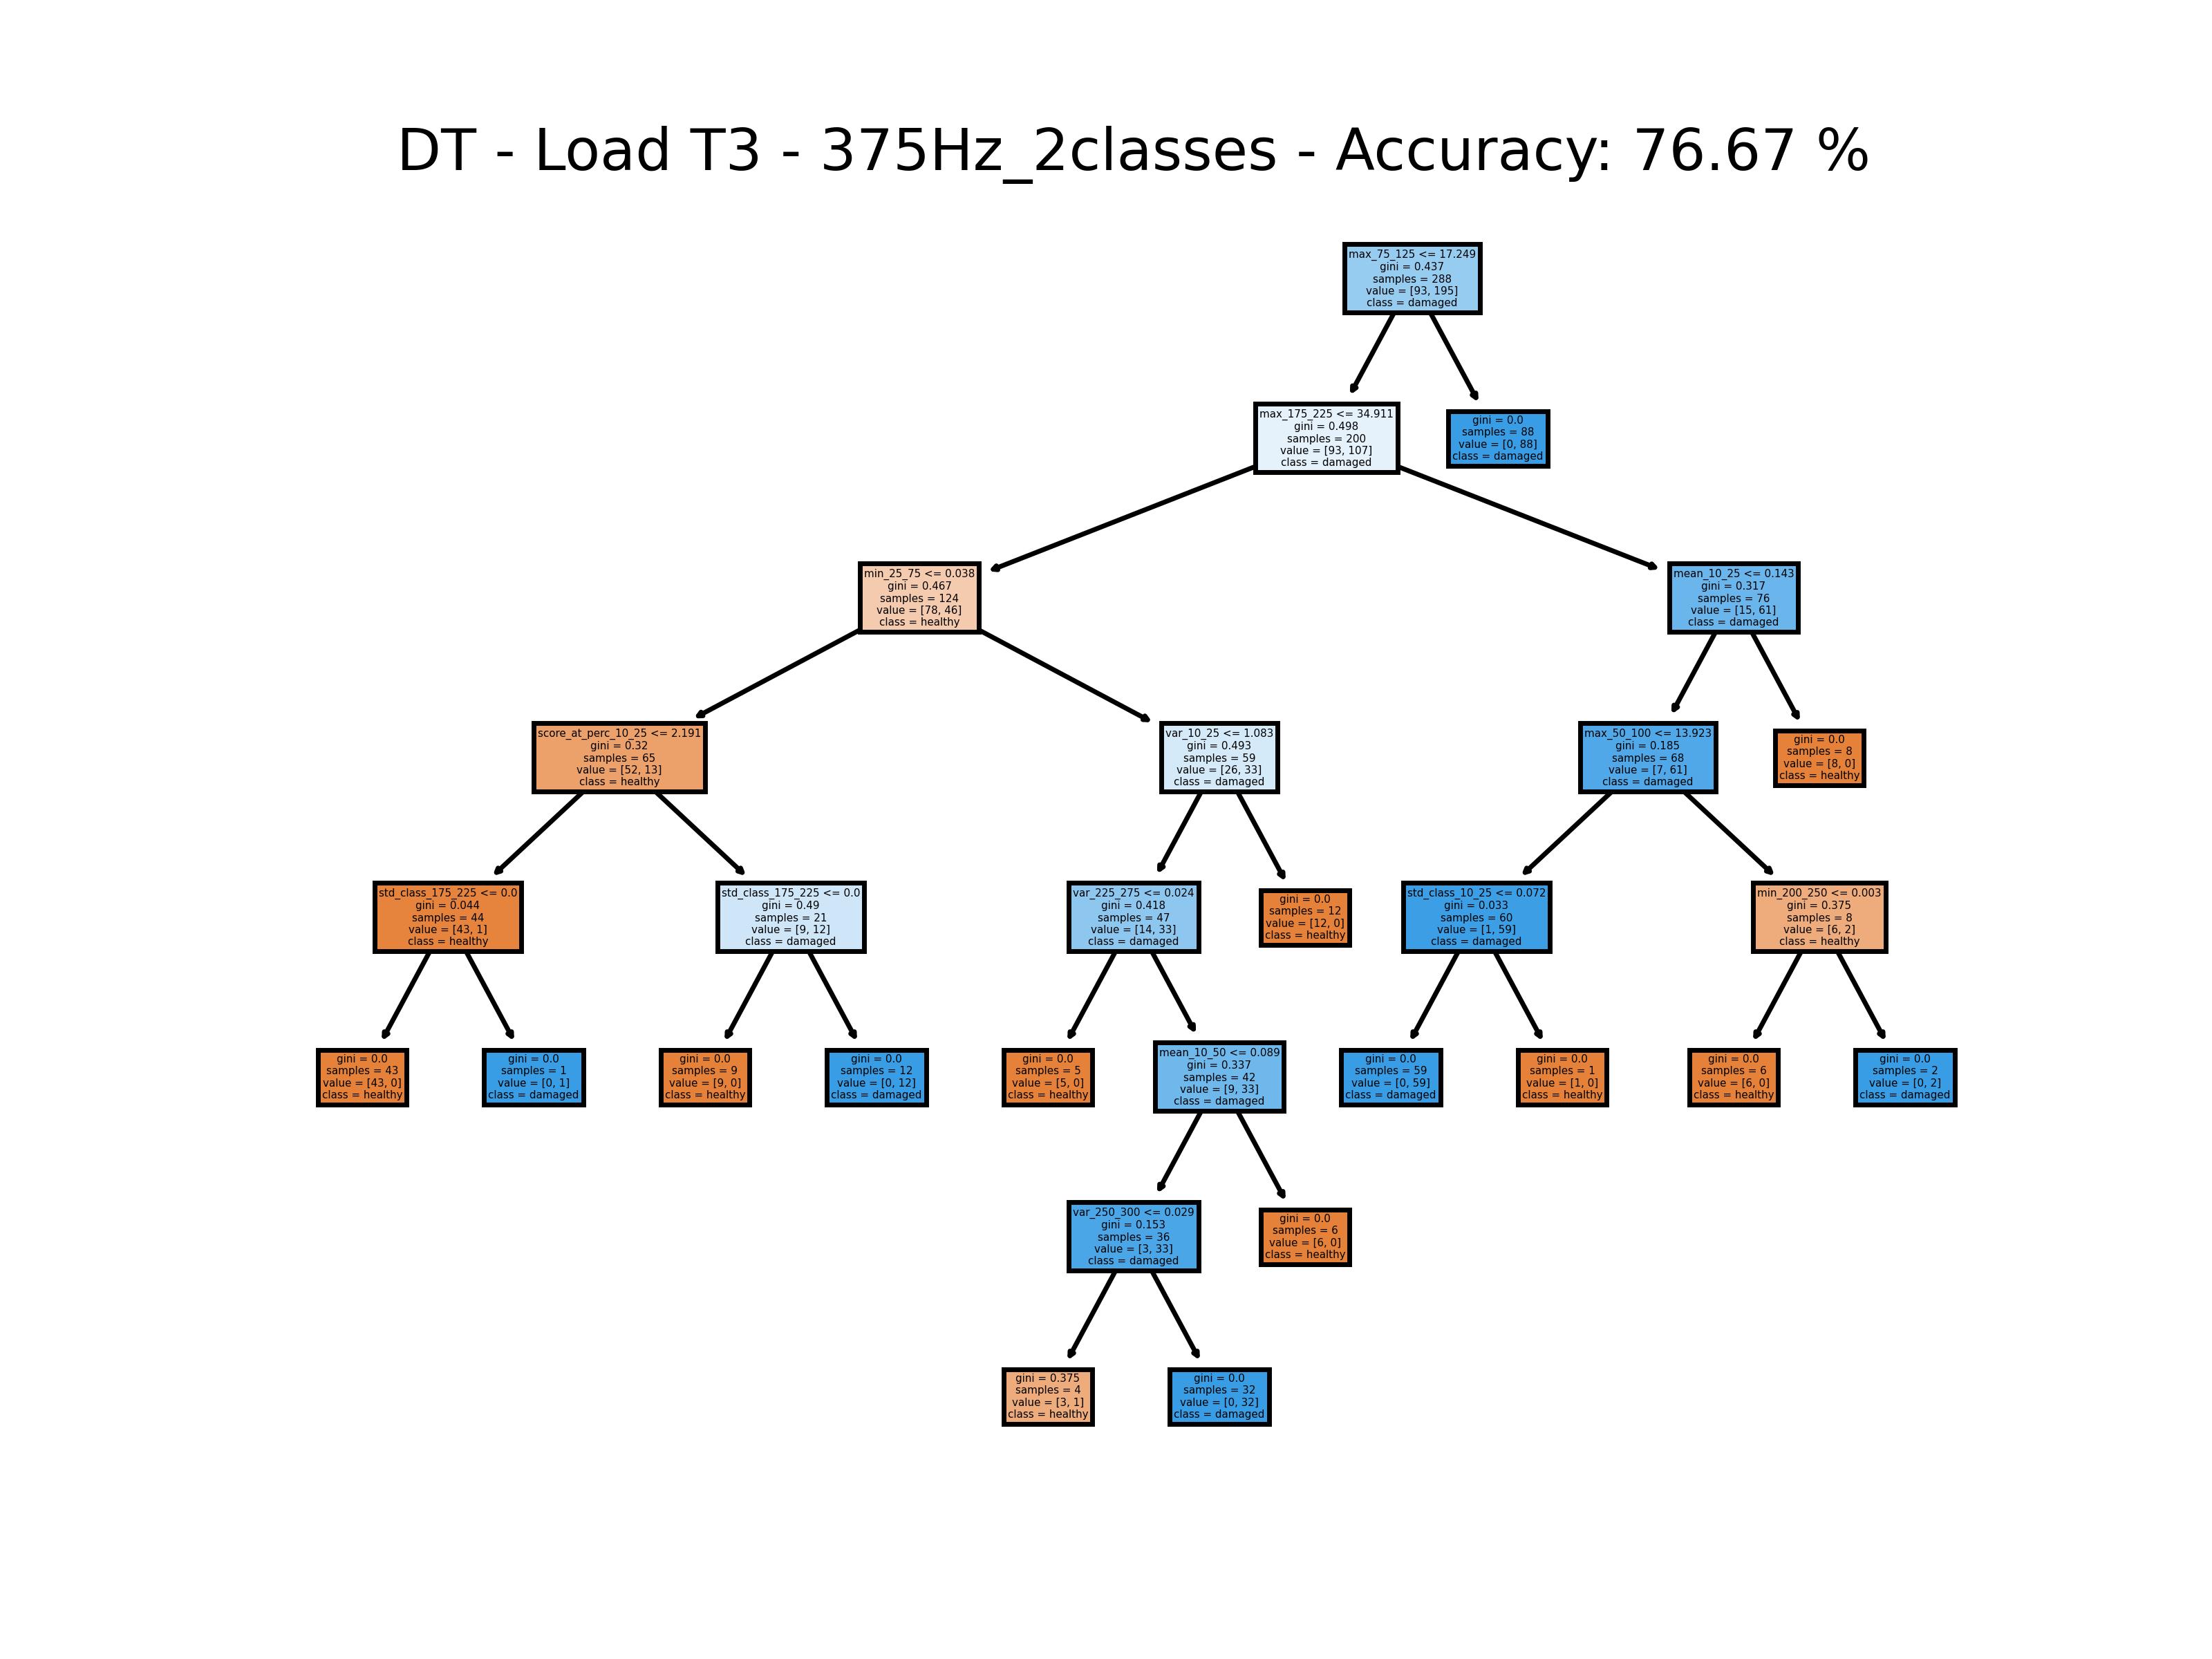 DT - Load T3 - 375Hz_2classes - Accuracy: 76.67 %
max_75_125 <= 17.249
gini = 0.437
samples = 288
value = [93, 195]
class = damaged
max_175_225 <= 34.911
gini = 0.498
samples = 200
value = [93, 107]
class = damaged
gini = 0.0
samples = 88
value = [0, 88]
class = damaged
min_25_75 <= 0.038
gini = 0.467
samples = 124
value = [78, 46]
class = healthy
mean_10_25 <= 0.143
gini = 0.317
samples = 76
value = [15, 61]
class = damaged
score_at_perc_10_25 <= 2.191
gini = 0.32
samples = 65
value = [52, 13]
class = healthy
var_10_25 <= 1.083
gini = 0.493
samples = 59
value = [26, 33]
class = damaged
max_50_100 <= 13.923
gini = 0.185
samples = 68
value = [7, 61]
class = damaged
gini = 0.0
samples = 8
value = [8, 0]
class = healthy
std_class_175_225 <= 0.0
gini = 0.044
samples = 44
value = [43, 1]
class = healthy
std_class_175_225 <= 0.0
gini = 0.49
samples = 21
value = [9, 12]
class = damaged
var_225_275 <= 0.024
gini = 0.418
samples = 47
value = [14, 33]
class = damaged
gini = 0.0
samples = 12
value = [12, 0]
class = healthy
std_class_10_25 <= 0.072
gini = 0.033
samples = 60
value = [1, 59]
class = damaged
min_200_250 <= 0.003
gini = 0.375
samples = 8
value = [6, 2]
class = healthy
gini = 0.0
samples = 43
value = [43, 0]
class = healthy
gini = 0.0
samples = 1
value = [0, 1]
class = damaged
gini = 0.0
samples = 9
value = [9, 0]
class = healthy
gini = 0.0
samples = 12
value = [0, 12]
class = damaged
gini = 0.0
samples = 5
value = [5, 0]
class = healthy
mean_10_50 <= 0.089
gini = 0.337
samples = 42
value = [9, 33]
class = damaged
gini = 0.0
samples = 59
value = [0, 59]
class = damaged
gini = 0.0
samples = 1
value = [1, 0]
class = healthy
gini = 0.0
samples = 6
value = [6, 0]
class = healthy
gini = 0.0
samples = 2
value = [0, 2]
class = damaged
var_250_300 <= 0.029
gini = 0.153
samples = 36
value = [3, 33]
class = damaged
gini = 0.0
samples = 6
value = [6, 0]
class = healthy
gini = 0.375
samples = 4
value = [3, 1]
class = healthy
gini = 0.0
samples = 32
value = [0, 32]
class = damaged